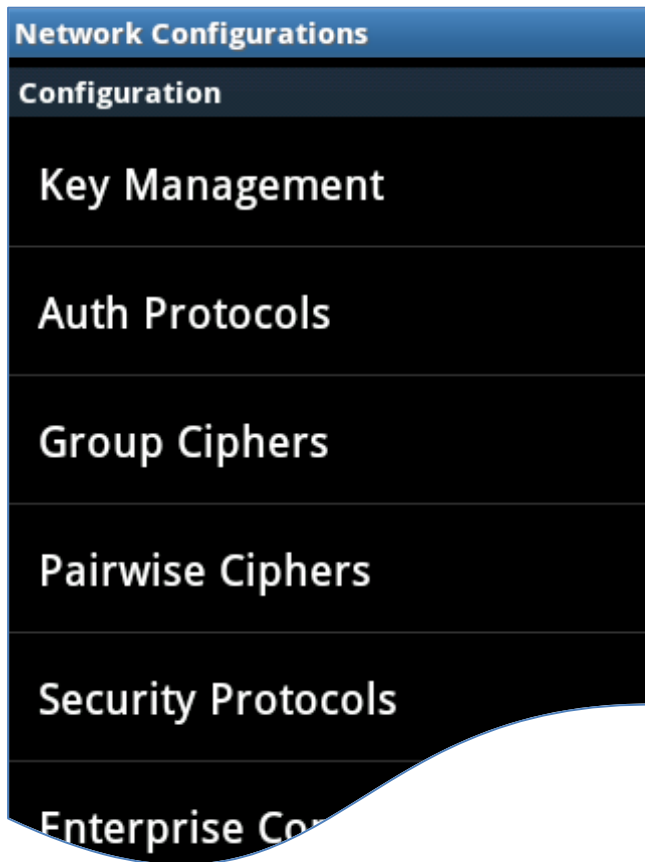 Network Configurations
Configuration
Key Management
Auth Protocols
Group Ciphers
Pairwise Ciphers
Security Protocols
Enterprise